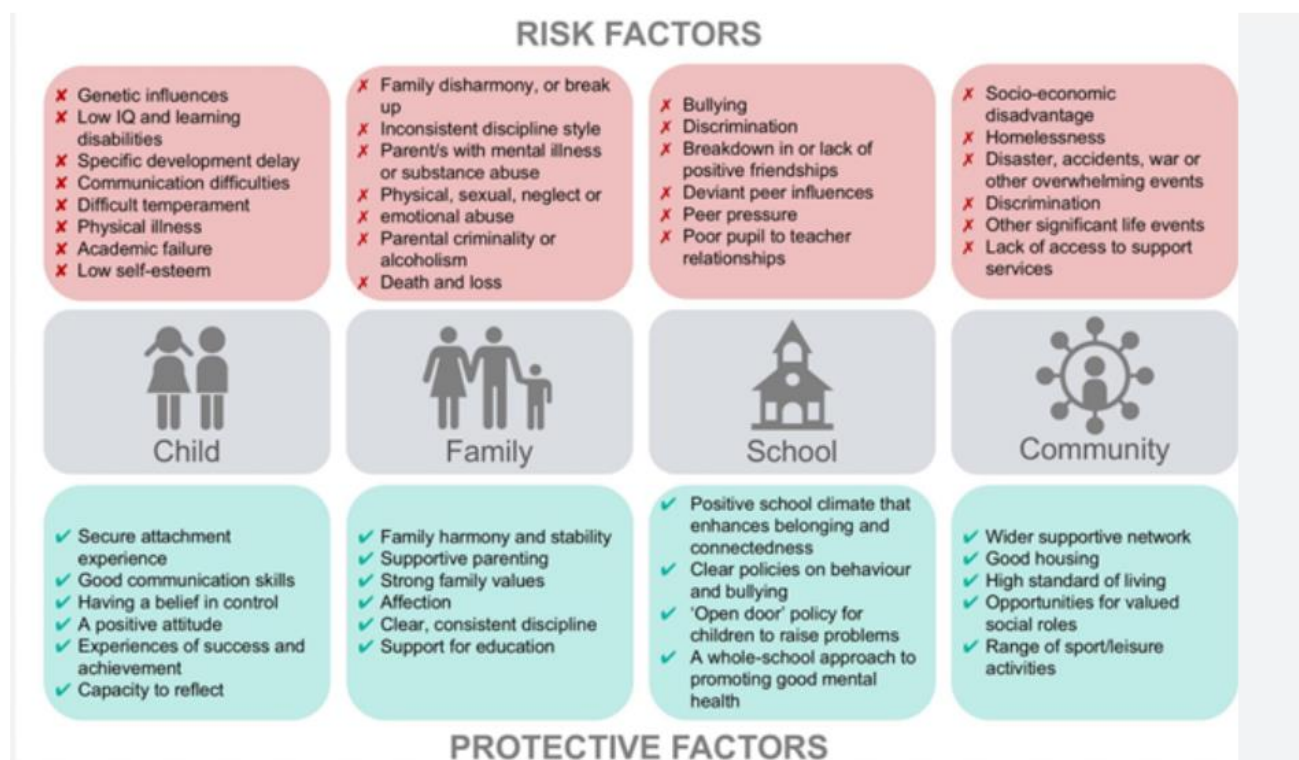 RISK FACTORS
✗ Genetic influences
✗ Low IQ and learning
disabilities
✗ Specific development delay
✗ Communication difficulties
✗ Difficult temperament
✗ Physical illness
✗ Academic failure
✗ Low self-esteem
✗ Family disharmony, or break
up
✗ Inconsistent discipline style
✗ Parent/s with mental illness
or substance abuse
✗ Physical, sexual, neglect or
✗ emotional abuse
✗ Parental criminality or
alcoholism
✗ Death and loss
✗ Bullying
✗ Discrimination
✗ Breakdown in or lack of
positive friendships
✗ Deviant peer influences
✗ Peer pressure
✗ Poor pupil to teacher
relationships
✗ Socio-economic
disadvantage
✗ Homelessness
✗ Disaster, accidents, war or
other overwhelming events
✗ Discrimination
✗ Other significant life events
✗ Lack of access to support
services
Child
Family
School
Community
✔ Secure attachment
experience
✔ Good communication skills
✔ Having a belief in control
✔ A positive attitude
✔ Experiences of success and
achievement
✔ Capacity to reflect
✔ Family harmony and stability
✔ Supportive parenting
✔ Strong family values
✔ Affection
✔ Clear, consistent discipline
✔ Support for education
✔ Positive school climate that
enhances belonging and
connectedness
✔ Clear policies on behaviour
and bullying
✔ ‘Open door’ policy for
children to raise problems
✔ A whole-school approach to
promoting good mental
health
✔ Wider supportive network
✔ Good housing
✔ High standard of living
✔ Opportunities for valued
social roles
✔ Range of sport/leisure
activities
PROTECTIVE FACTORS